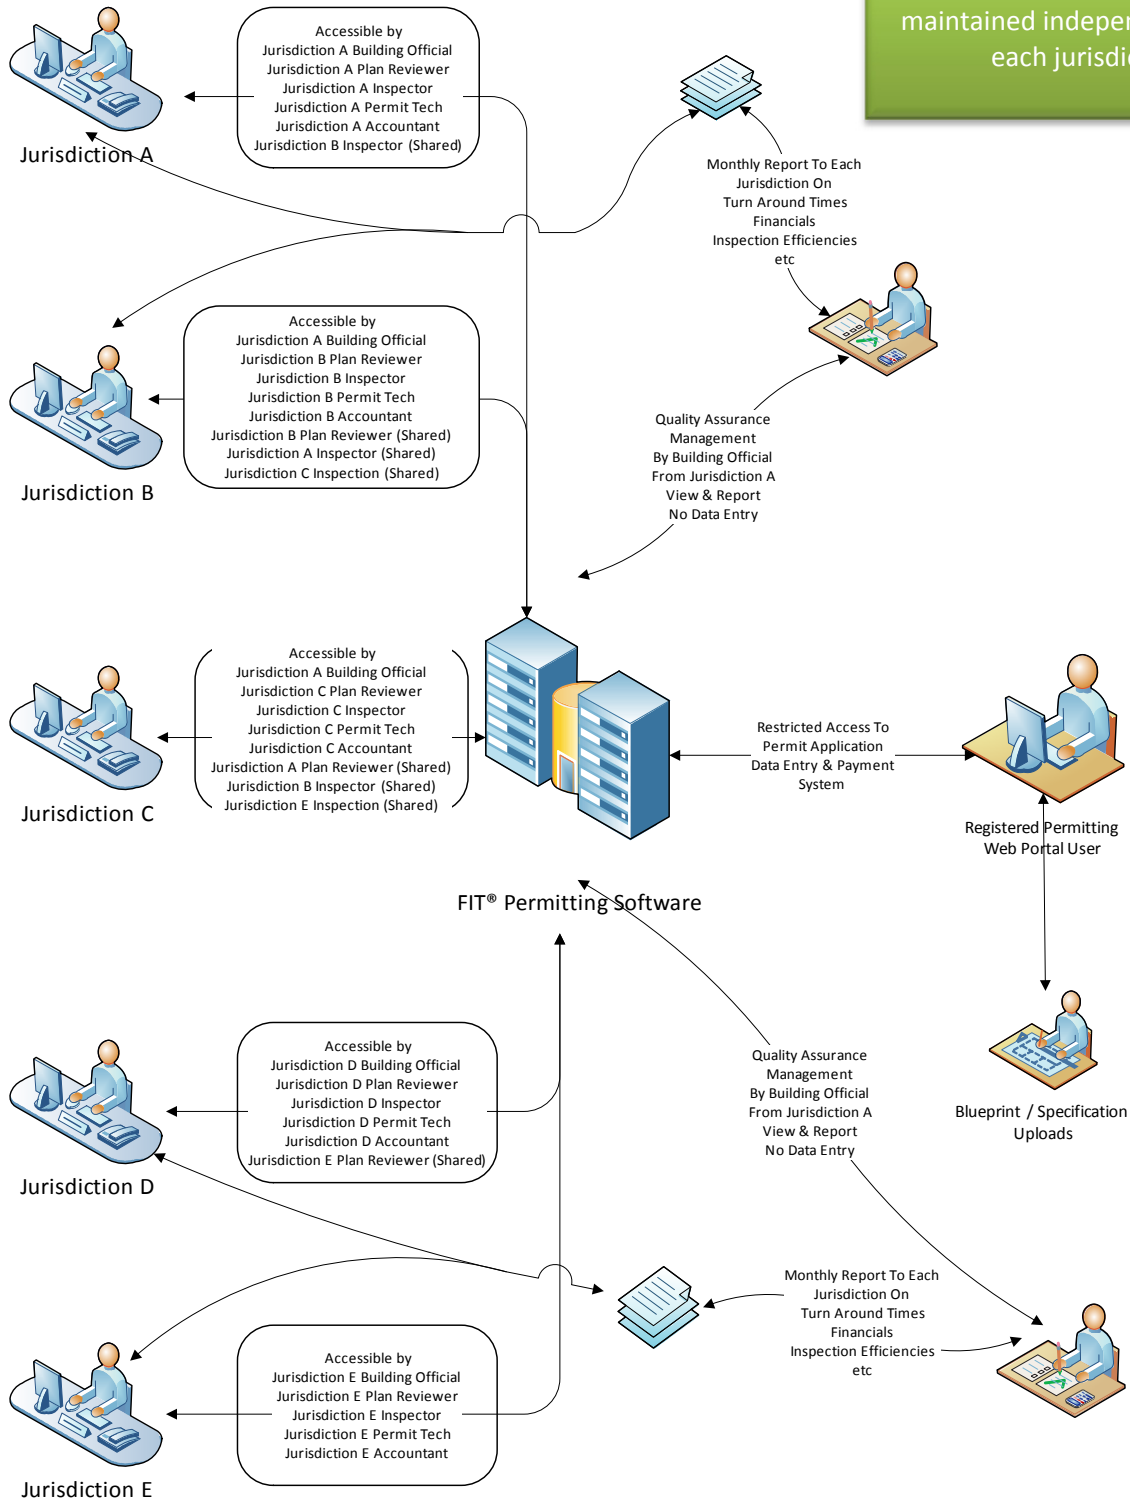 maintained indepen
each jurisdic
Accessible by
Jurisdiction A Building Official
Jurisdiction A Plan Reviewer
Jurisdiction A Inspector
Jurisdiction A Permit Tech
Jurisdiction A Accountant
Jurisdiction B Inspector (Shared)
Jurisdiction A
Monthly Report To Each
Jurisdiction On
Turn Around Times
Financials
Inspection Efficiencies
etc
Accessible by
Jurisdiction A Building Official
Jurisdiction B Plan Reviewer
Jurisdiction B Inspector
Jurisdiction B Permit Tech
Jurisdiction B Accountant
Jurisdiction B Plan Reviewer (Shared)
Jurisdiction A Inspector (Shared)
Jurisdiction C Inspection (Shared)
Jurisdiction B
Quality Assurance
Management
By Building Official
From Jurisdiction A
View & Report
No Data Entry
Accessible by
Jurisdiction A Building Official
Jurisdiction C Plan Reviewer
Jurisdiction C Inspector
Jurisdiction C Permit Tech
Jurisdiction C Accountant
Jurisdiction A Plan Reviewer (Shared)
Jurisdiction B Inspector (Shared)
Jurisdiction E Inspection (Shared)
Jurisdiction C
Restricted Access To
Permit Application
Data Entry & Payment
System
Registered Permitting
Web Portal User
FIT® Permitting Software
Accessible by
Jurisdiction D Building Official
Jurisdiction D Plan Reviewer
Jurisdiction D Inspector
Jurisdiction D Permit Tech
Jurisdiction D Accountant
Jurisdiction E Plan Reviewer (Shared)
Jurisdiction D
Quality Assurance
Management
By Building Official
From Jurisdiction A
View & Report
No Data Entry
Blueprint / Specification
Uploads
Monthly Report To Each
Jurisdiction On
Turn Around Times
Financials
Inspection Efficiencies
etc
Accessible by
Jurisdiction E Building Official
Jurisdiction E Plan Reviewer
Jurisdiction E Inspector
Jurisdiction E Permit Tech
Jurisdiction E Accountant
Jurisdiction E